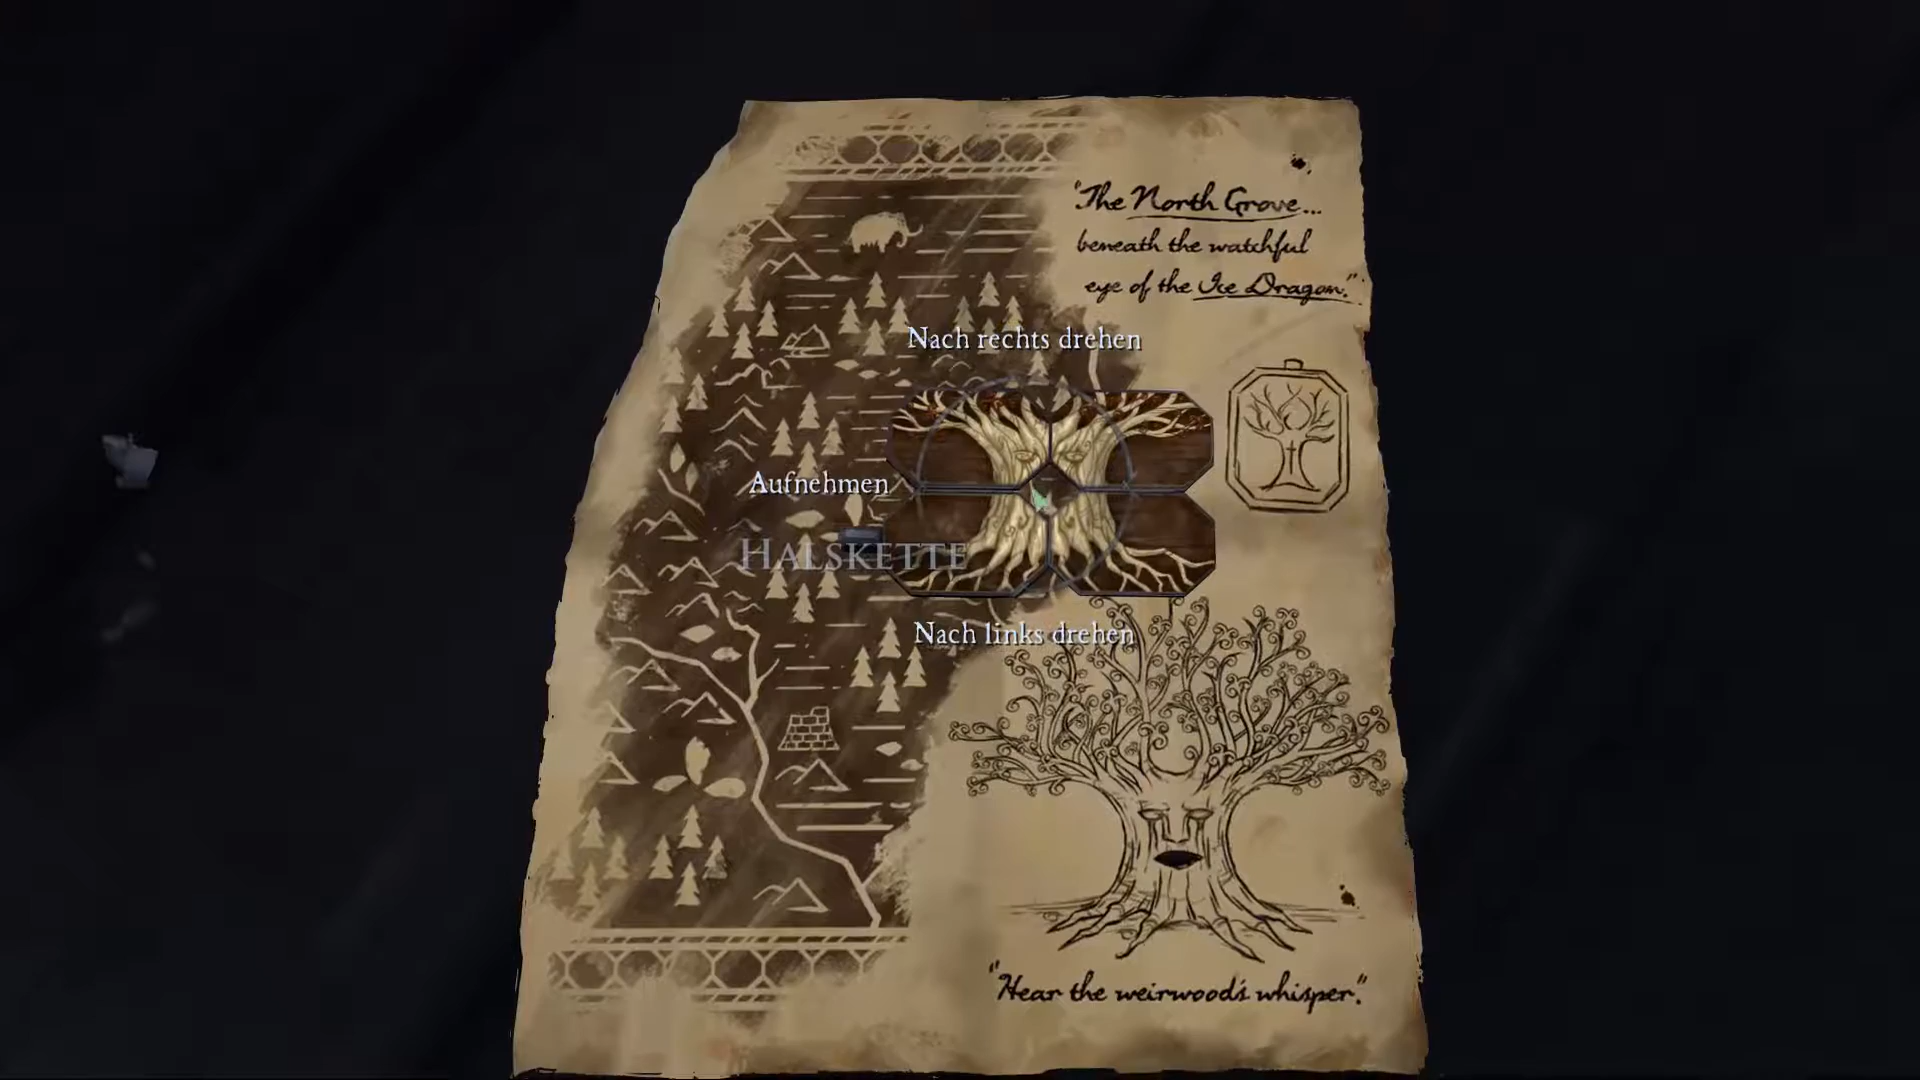 "The North Grove...
beneath the watchful
eye of the Ice Dragon."
Nach rechts drehen
Aufnehmen
HALSKETTE
Nach links drehen
"Hear the weirwood's whisper."